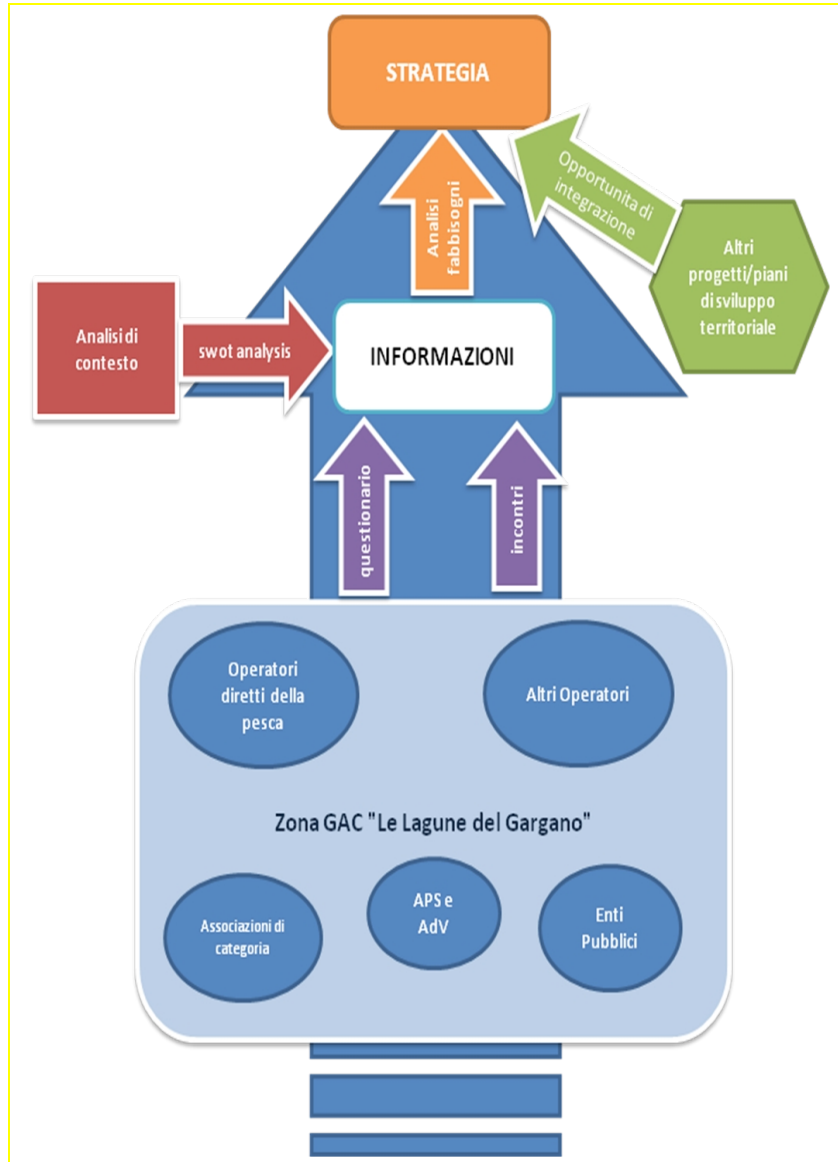 STRATEGIA
Opportunita di
integrazione
Analisi
fabbisogni
Altri
progetti/piani
di sviluppo
territoriale
Analisi di
contesto
swot analysis
INFORMAZIONI
questionario
incontri
Operatori
diretti della
pesca
Altri Operatori
Zona GAC "Le Lagune del Gargano"
Associazioni di
categoria
APS e
AdV
Enti
Pubblici